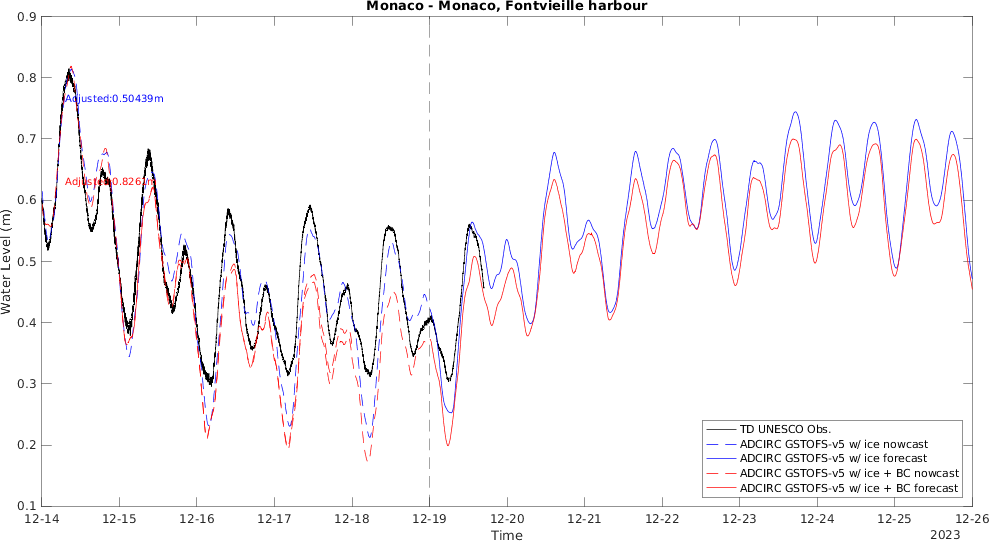 Monaco - Monaco, Fontvieille harbour
Water Level (m)
0.9
0.8
0.7
0.6
0.5
0.4
0.3
0.2
0.1
Adjusted:0.50439m
TD UNESCO Obs.
ADCIRC GSTOFS-v5 w/ ice nowcast
ADCIRC GSTOFS-v5 w/ ice forecast
ADCIRC GSTOFS-v5 w/ ice + BC nowcast
ADCIRC GSTOFS-v5 w/ ice + BC forecast
12-14 12-15 12-16 12-17 12-18 12-19 12-20 12-21 12-22 12-23 12-24 12-25 12-26
Time
2023